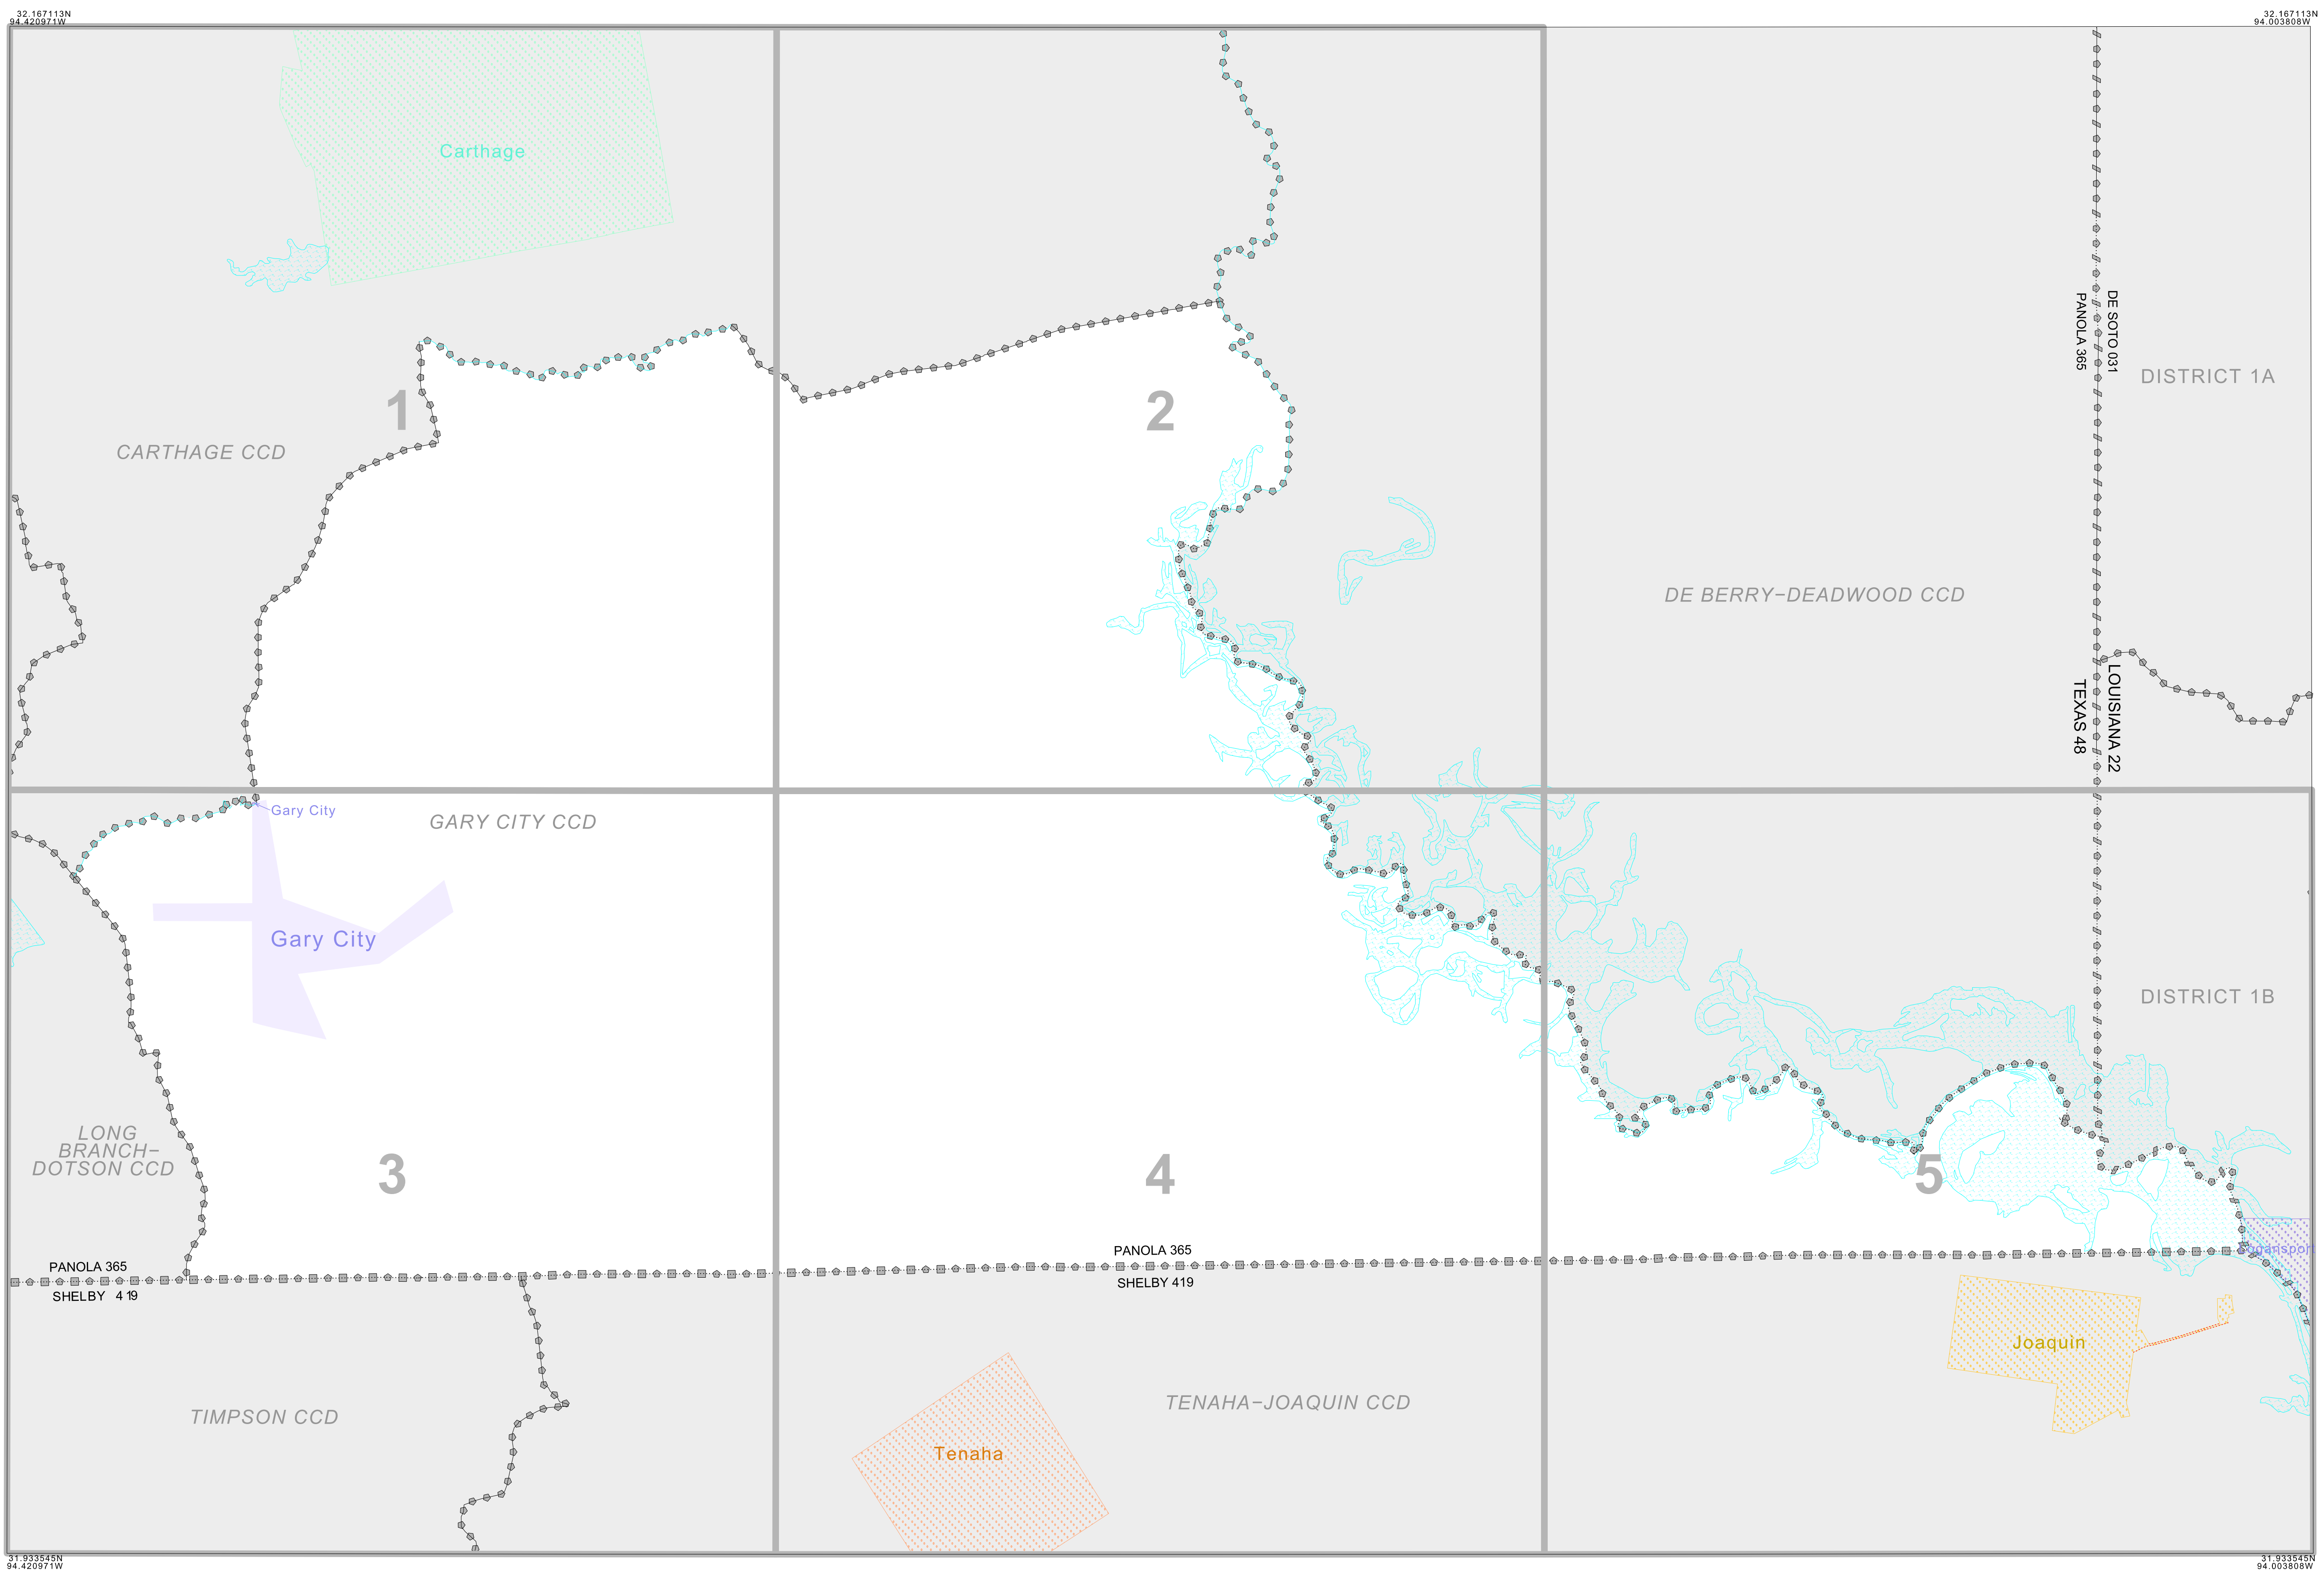 32.167113N
94.420971W
32.167113N
94.003808W
Carthage
DE SOTO 031
PANOLA 365
DISTRICT 1A
1
2
CARTHAGE CCD
DE BERRY−DEADWOOD CCD
LOUISIANA 22
TEXAS 48
Gary City
GARY CITY CCD
Gary City
DISTRICT 1B
LONG
BRANCH−
DOTSON CCD
3
4
5
PANOLA 365
SHELBY 4 19
PANOLA 365
SHELBY 419
Logansport
Joaquin
TIMPSON CCD
TENAHA−JOAQUIN CCD
Tenaha
31.933545N
94.420971W
31.933545N
94.003808W